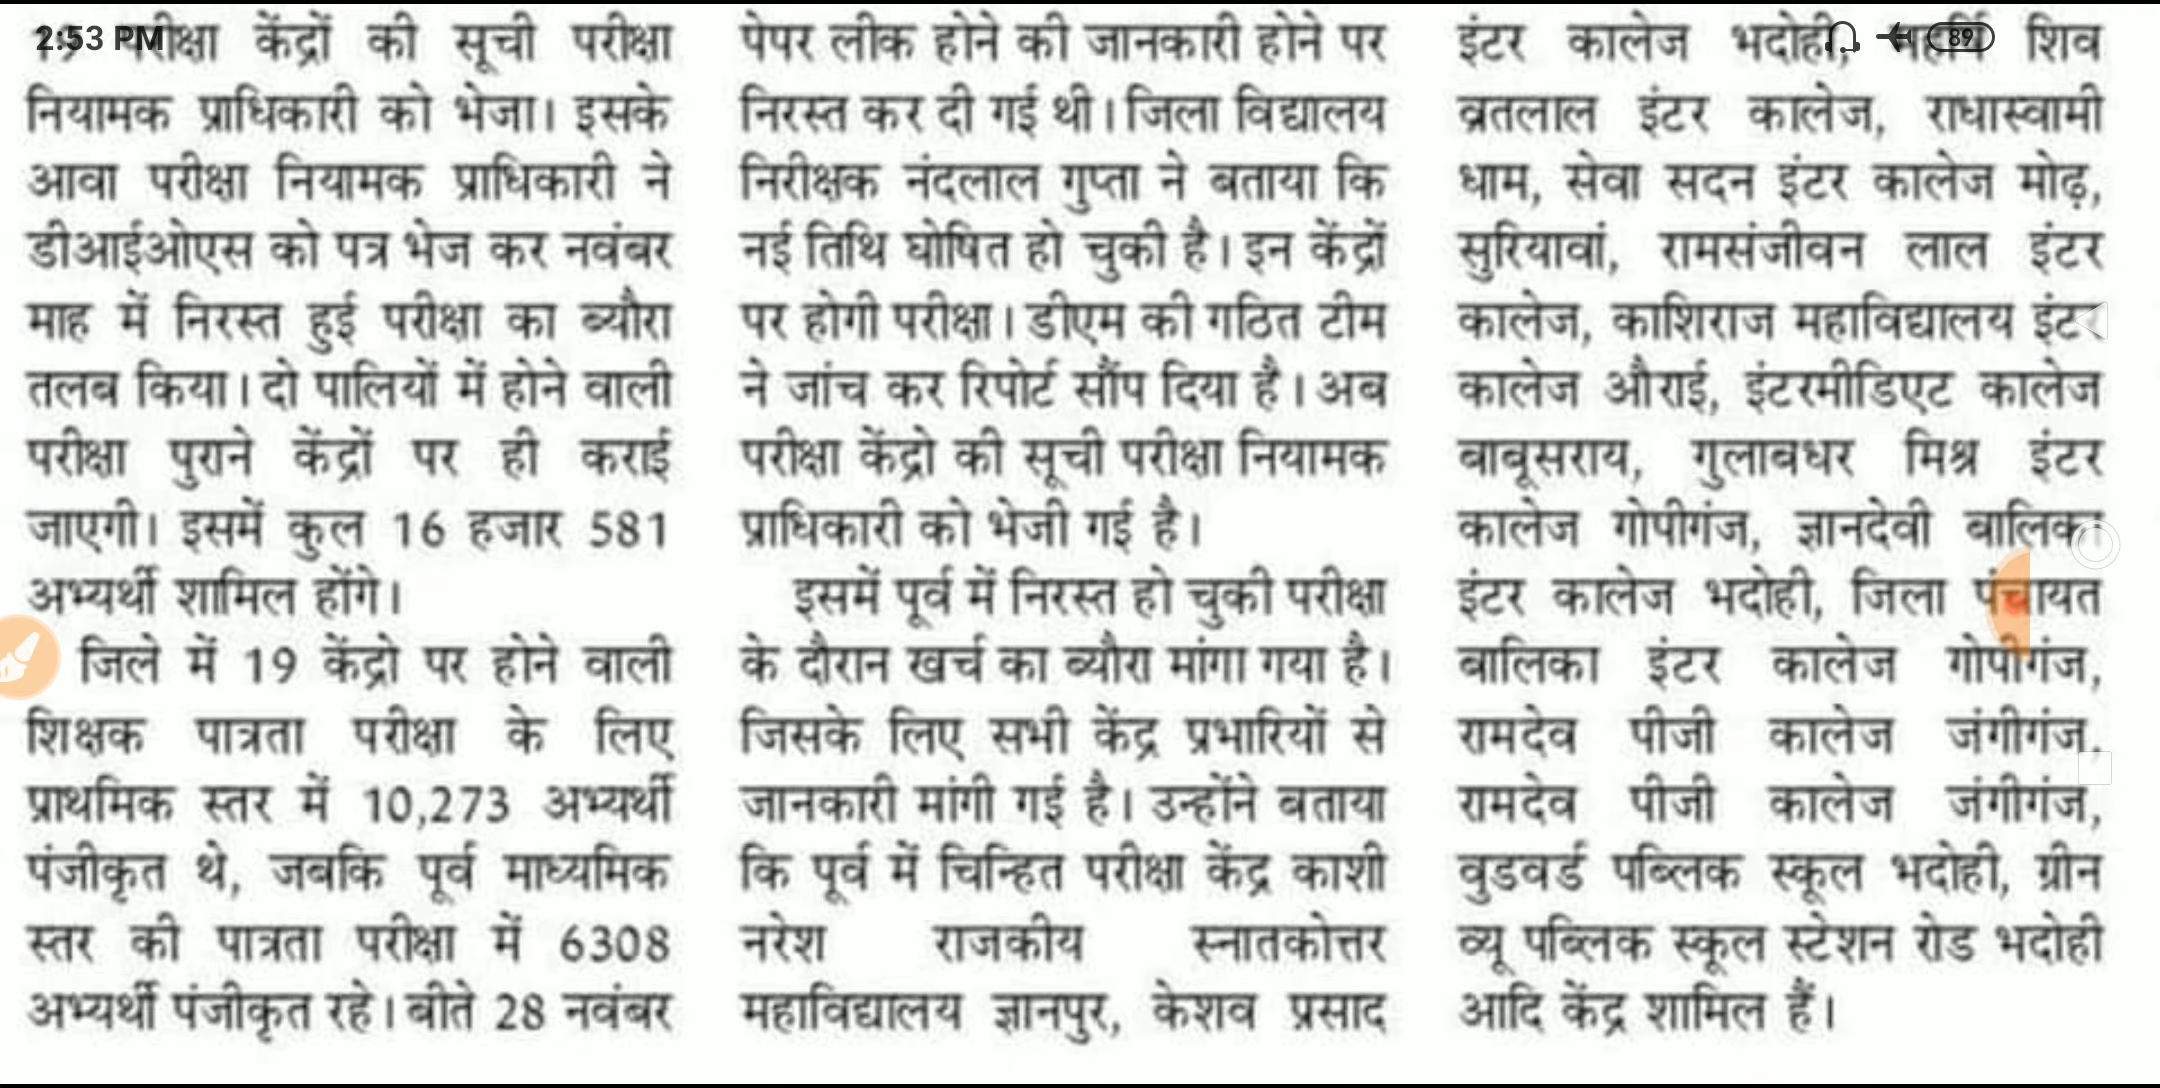 2:53 PM
89
परीक्षा केंद्रों की सूची परीक्षा
नियामक प्राधिकारी को भेजा। इसके
आवा परीक्षा नियामक प्राधिकारी ने
डीआईओएस को पत्र भेज कर नवंबर
माह में निरस्त हुई परीक्षा का ब्यौरा
तलब किया। दो पालियों में होने वाली
परीक्षा पुराने केंद्रों पर ही कराई
जाएगी। इसमें कुल 16 हजार 581
अभ्यर्थी शामिल होंगे।
जिले में 19 केंद्रो पर होने वाली
शिक्षक पात्रता परीक्षा के लिए
प्राथमिक स्तर में 10,273 अभ्यर्थी
पंजीकृत थे, जबकि पूर्व माध्यमिक
स्तर की पात्रता परीक्षा में 6308
अभ्यर्थी पंजीकृत रहे। बीते 28 नवंबर
पेपर लीक होने की जानकारी होने पर
निरस्त कर दी गई थी। जिला विद्यालय
निरीक्षक नंदलाल गुप्ता ने बताया कि
नई तिथि घोषित हो चुकी है। इन केंद्रों
पर होगी परीक्षा। डीएम की गठित टीम
ने जांच कर रिपोर्ट सौंप दिया है। अब
परीक्षा केंद्रो की सूची परीक्षा नियामक
प्राधिकारी को भेजी गई है।
इसमें पूर्व में निरस्त हो चुकी परीक्षा
के दौरान खर्च का ब्यौरा मांगा गया है।
जिसके लिए सभी केंद्र प्रभारियों से
जानकारी मांगी गई है। उन्होंने बताया
कि पूर्व में चिन्हित परीक्षा केंद्र काशी
नरेश राजकीय स्नातकोत्तर
महाविद्यालय ज्ञानपुर, केशव प्रसाद
इंटर कालेज भदोही, शिव
व्रतलाल इंटर कालेज, राधास्वामी
धाम, सेवा सदन इंटर कालेज मोढ़,
सुरियावां, रामसंजीवन लाल इंटर
कालेज, काशिराज महाविद्यालय इंटर
कालेज औराई, इंटरमीडिएट कालेज
बाबूसराय, गुलाबधर मिश्र इंटर
कालेज गोपीगंज, ज्ञानदेवी बालिका
इंटर कालेज भदोही, जिला पंचायत
बालिका इंटर कालेज गोपीगंज,
रामदेव पीजी कालेज जंगीगंज,
रामदेव पीजी कालेज जंगीगंज,
वुडवर्ड पब्लिक स्कूल भदोही, ग्रीन
व्यू पब्लिक स्कूल स्टेशन रोड भदोही
आदि केंद्र शामिल हैं।